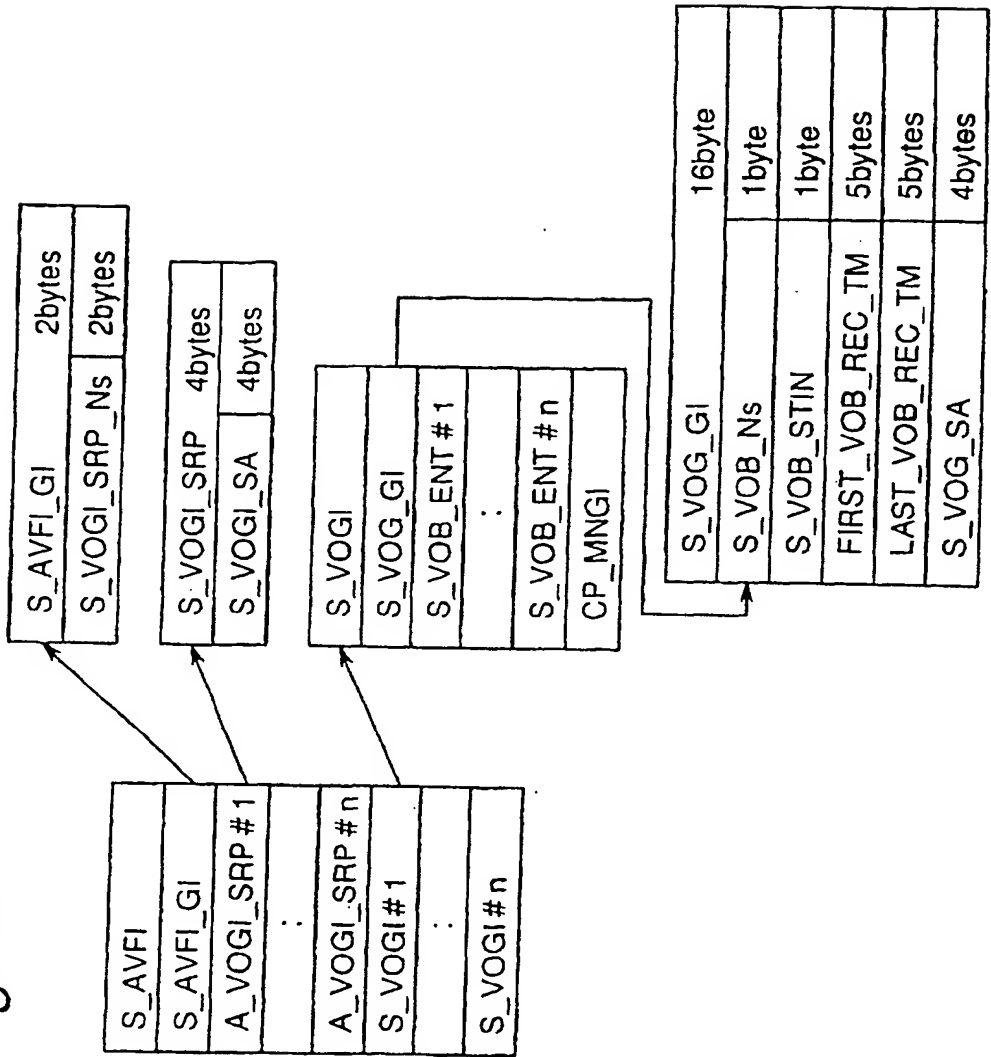 S_AVFI
S_AVFI_GI
A_VOGI_SRP#1
:
A_VOGI_SRP#n
S_VOGI#1
:
S_VOGI#n
S_AVFI_GI 2bytes
S_VOGI_SRP_Ns 2bytes
S_VOGI_SRP 4bytes
S_VOGI_SA 4bytes
S_VOGI
S_VOG_GI
S_VOB_ENT#1
:
S_VOB_ENT#n
CP_MNGI
S_VOG_GI 16byte
S_VOB_Ns 1byte
S_VOB_STIN 1byte
FIRST_VOB_REC_TM 5bytes
LAST_VOB_REC_TM 5bytes
S_VOG_SA 4bytes